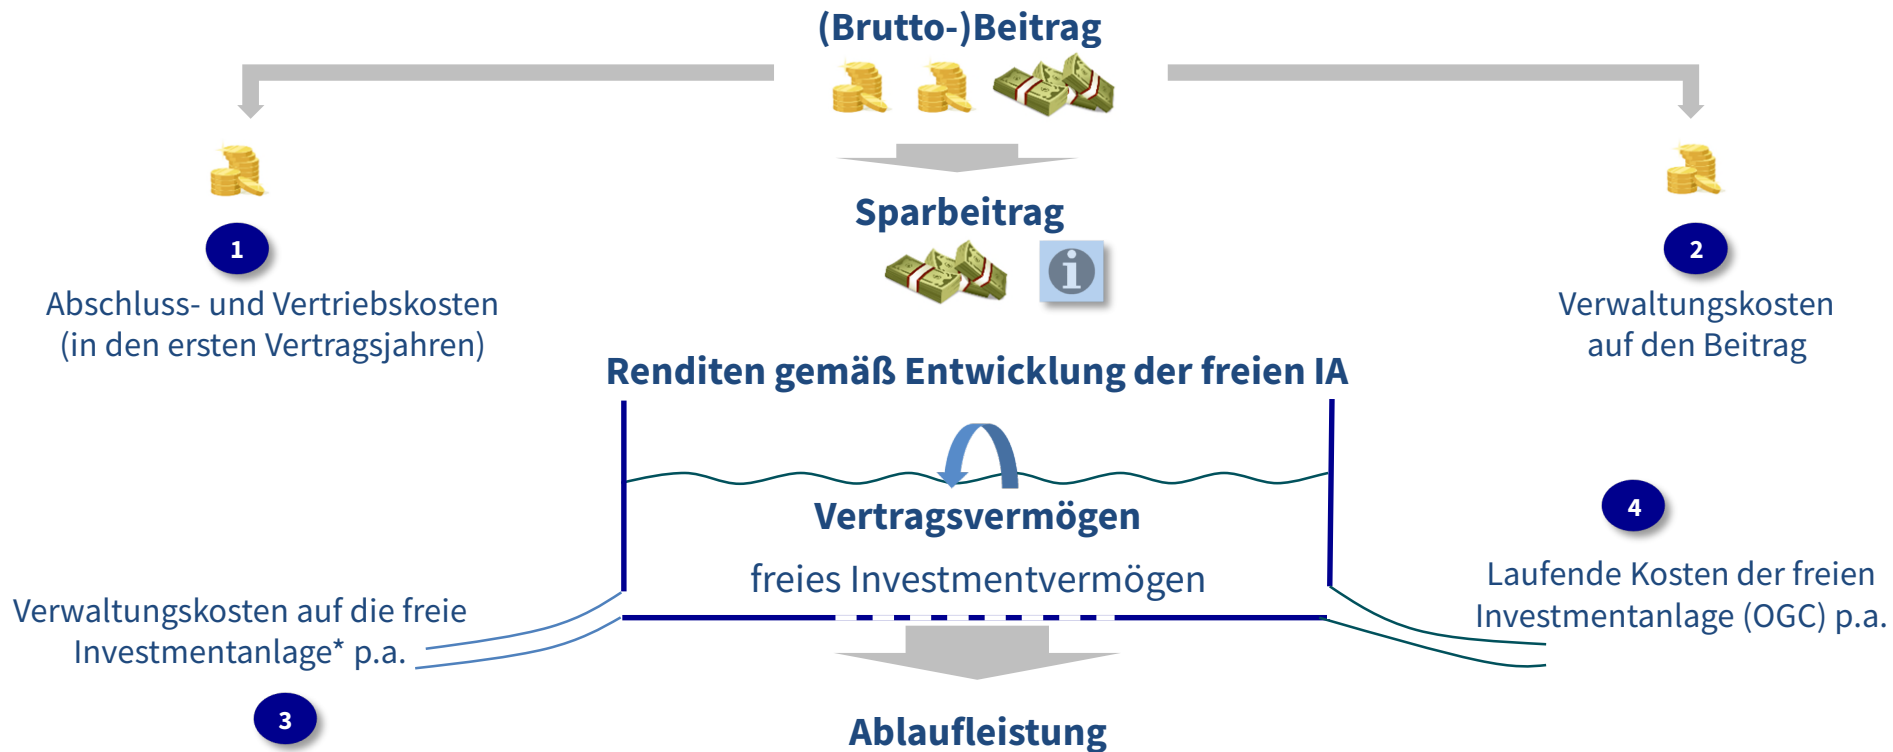 (Brutto-)Beitrag
Sparbeitrag
1
Abschluss- und Vertriebskosten
(in den ersten Vertragsjahren)
2
Verwaltungskosten
auf den Beitrag
Renditen gemäß Entwicklung der freien IA
Vertragsvermögen
freies Investmentvermögen
4
Laufende Kosten der freien
Investmentanlage (OGC) p.a.
Verwaltungskosten auf die freie
Investmentanlage* p.a.
3
Ablaufleistung